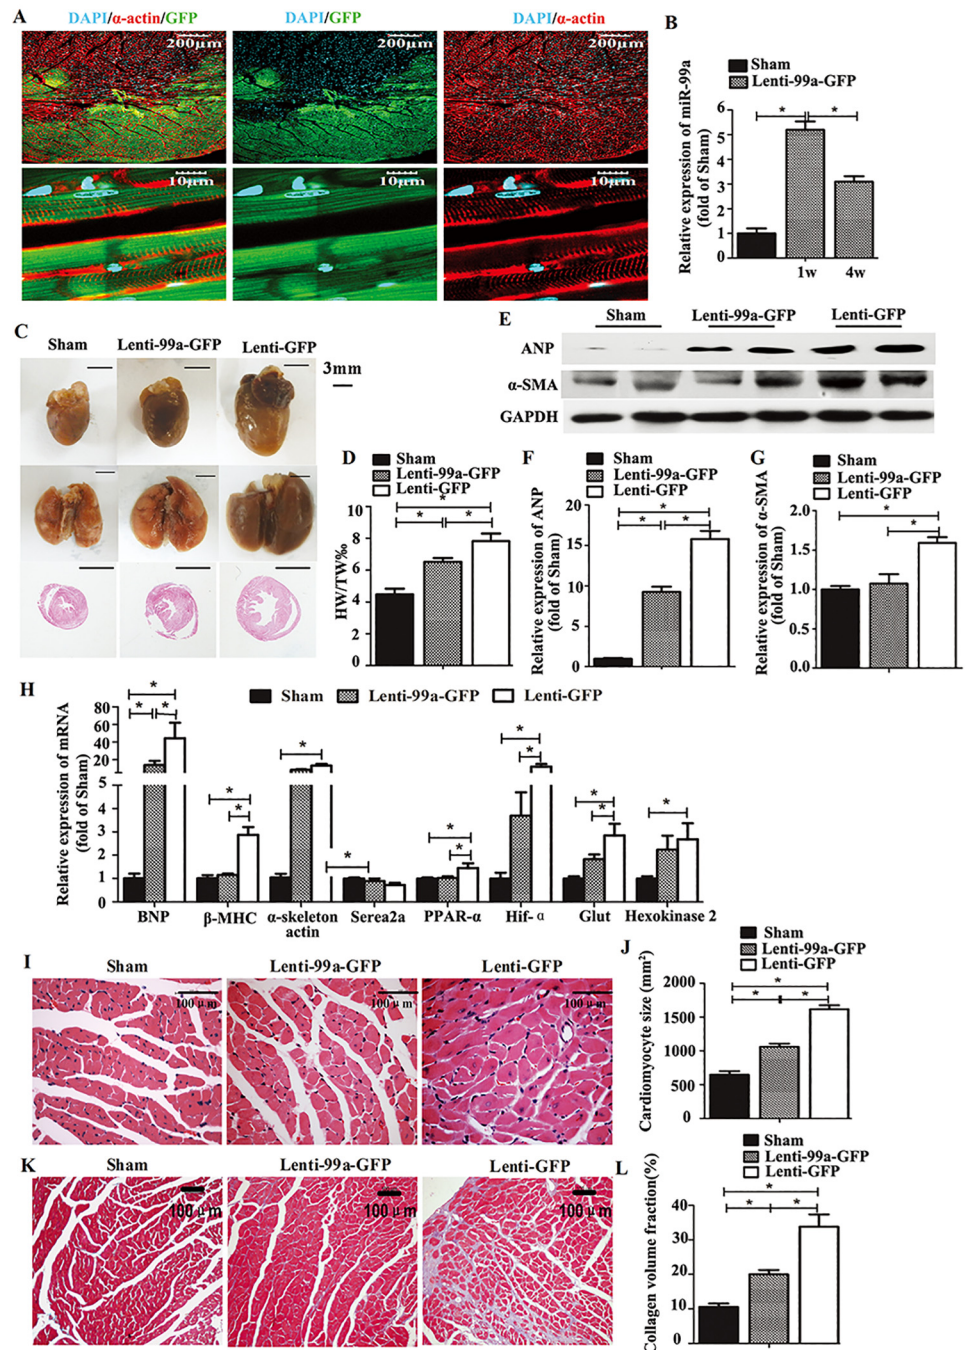 A
DAPI/α-actin/GFP
DAPI/GFP
DAPI/α-actin
200μm
200μm
200μm
10μm
10μm
10μm
B
Sham
Lenti-99a-GFP
Relative expression of miR-99a
(fold of Sham)
6
5
4
3
2
1
0
*
*
1w
4w
C
Sham
Lenti-99a-GFP
Lenti-GFP
3mm
D
Sham
Lenti-99a-GFP
Lenti-GFP
HW/TW‰
8
6
4
2
0
*
*
*
E
Sham
Lenti-99a-GFP
Lenti-GFP
ANP
α-SMA
GAPDH
F
Sham
Lenti-99a-GFP
Lenti-GFP
Relative expression of ANP
(fold of Sham)
20
15
10
5
0
*
*
*
G
Sham
Lenti-99a-GFP
Lenti-GFP
Relative expression of α-SMA
(fold of Sham)
2.0
1.5
1.0
0.5
0.0
*
*
H
Sham
Lenti-99a-GFP
Lenti-GFP
Relative expression of mRNA
(fold of Sham)
80
60
40
20
5
4
3
2
1
0
*
*
*
*
*
*
*
*
*
*
*
*
*
*
BNP
β-MHC
α-skeleton
actin
Serea2a
PPAR-α
Hif-α
Glut
Hexokinase 2
I
Sham
Lenti-99a-GFP
Lenti-GFP
100μm
100μm
100μm
J
Sham
Lenti-99a-GFP
Lenti-GFP
Cardiomyocyte size (mm²)
2000
1500
1000
500
0
*
*
*
K
Sham
Lenti-99a-GFP
Lenti-GFP
100μm
100μm
100μm
L
Sham
Lenti-99a-GFP
Lenti-GFP
Collagen volume fraction(%)
40
30
20
10
0
*
*
*